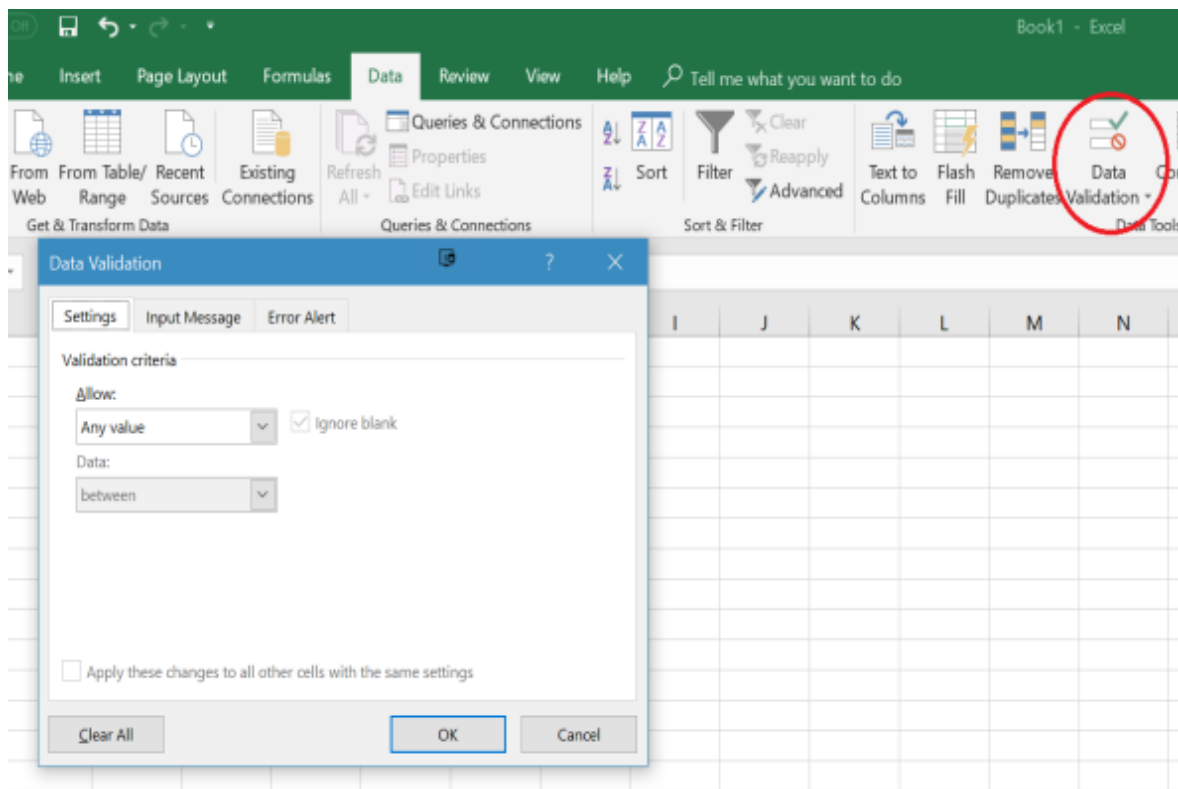 Off
Book1 - Excel
Insert Page Layout Formulas Data Review View Help Tell me what you want to do
From Web
From Table/ Range
Recent Sources
Existing Connections
Refresh All
Queries & Connections
Properties
Edit Links
Sort
Filter
Clear
Reapply
Advanced
Text to Columns
Flash Fill
Remove Duplicates
Data Validation
Get & Transform Data
Queries & Connections
Sort & Filter
Data Tools
Data Validation ?
Settings Input Message Error Alert
Validation criteria
Allow:
Any value Ignore blank
Data:
between
Apply these changes to all other cells with the same settings
Clear All OK Cancel
I J K L M N